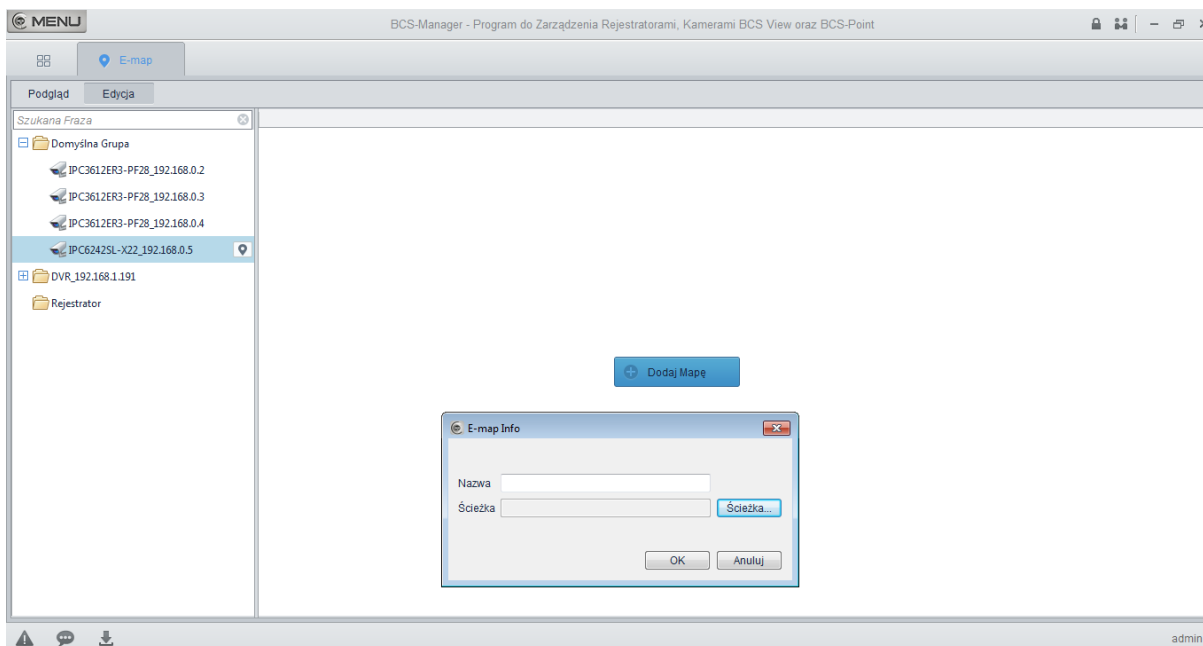 MENU BCS-Manager - Program do Zarządzenia Rejestratorami, Kamerami BCS View oraz BCS-Point
E-map
Podgląd Edycja
Szukana Fraza
Domyślna Grupa
IPC3612ER3-PF28_192.168.0.2
IPC3612ER3-PF28_192.168.0.3
IPC3612ER3-PF28_192.168.0.4
IPC6242SL-X22_192.168.0.5
DVR_192.168.1.191
Rejestrator
Dodaj Mapę
E-map Info
Nazwa
Ścieżka Ścieżka...
OK Anuluj
admin